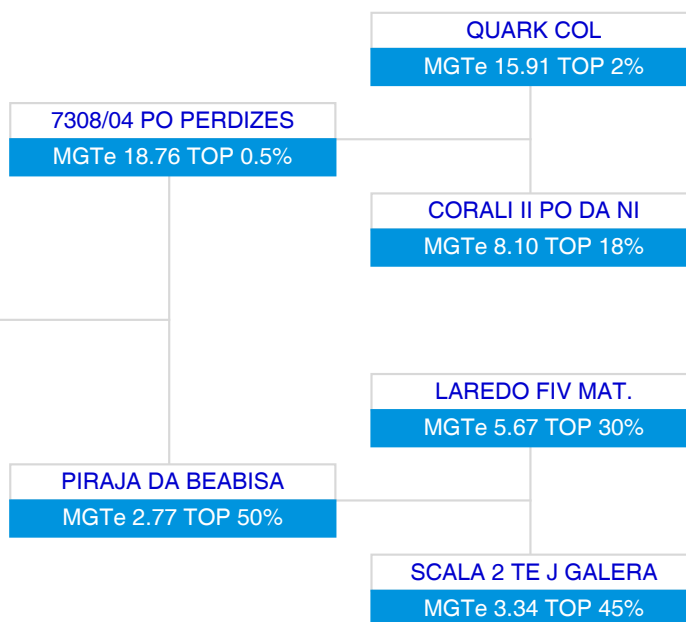 QUARK COL
MGTe 15.91 TOP 2%
7308/04 PO PERDIZES
MGTe 18.76 TOP 0.5%
CORALI II PO DA NI
MGTe 8.10 TOP 18%
LAREDO FIV MAT.
MGTe 5.67 TOP 30%
PIRAJA DA BEABISA
MGTe 2.77 TOP 50%
SCALA 2 TE J GALERA
MGTe 3.34 TOP 45%